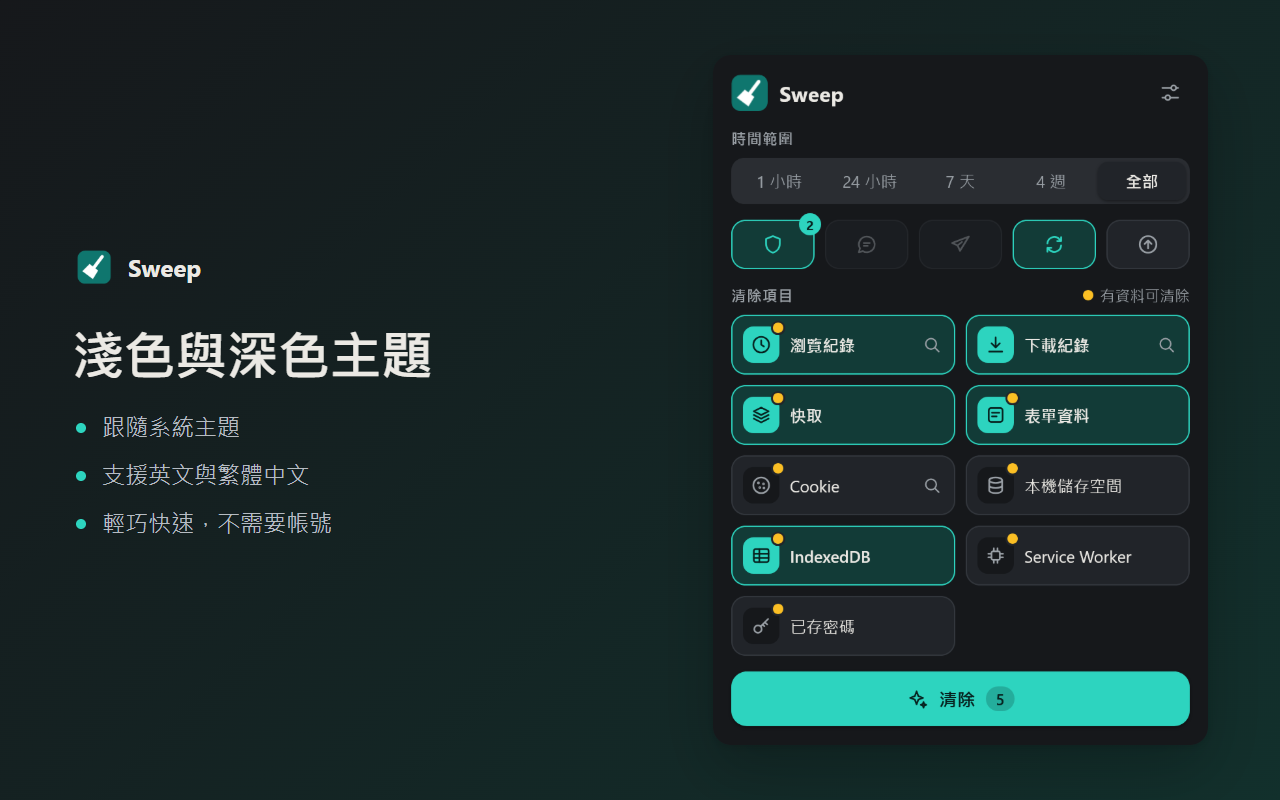 Sweep
淺色與深色主題
跟隨系統主題
支援英文與繁體中文
輕巧快速，不需要帳號
Sweep
時間範圍
1 小時 24 小時 7 天 4 週 全部
2
清除項目 有資料可清除
瀏覽紀錄 下載紀錄
快取 表單資料
Cookie 本機儲存空間
IndexedDB Service Worker
已存密碼
清除 5